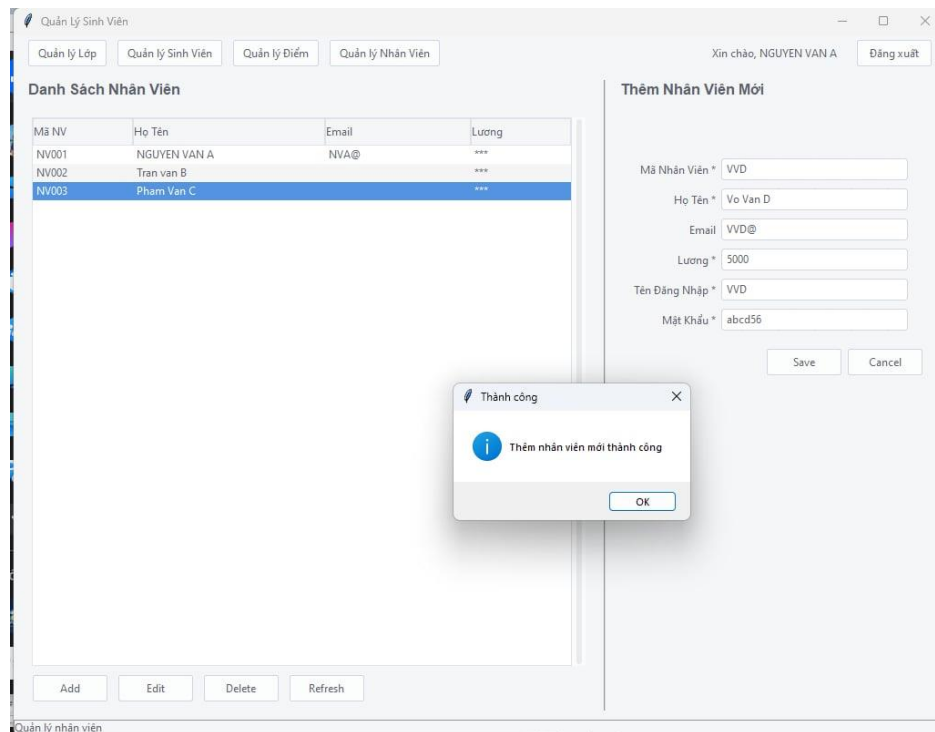 Quản Lý Sinh Viên
Quản lý Lớp Quản lý Sinh Viên Quản lý Điểm Quản lý Nhân Viên Xin chào, NGUYEN VAN A Đăng xuất
Danh Sách Nhân Viên
Mã NV Họ Tên Email Lương
NV001 NGUYEN VAN A NVA@ ***
NV002 Tran van B ***
NV003 Pham Van C ***
Thêm Nhân Viên Mới
Mã Nhân Viên * VVD
Họ Tên * Vo Van D
Email VVD@
Lương * 5000
Tên Đăng Nhập * VVD
Mật Khẩu * abcd56
Save Cancel
Thành công
Thêm nhân viên mới thành công
OK
Add Edit Delete Refresh
Quản lý nhân viên